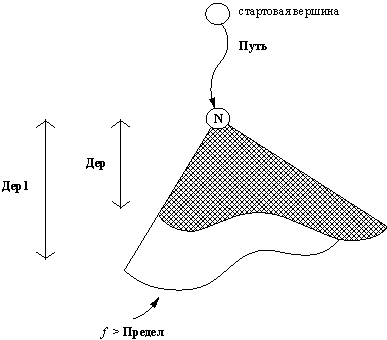 стартовая вершина
Путь
N
Дер
Дер1
f > Предел